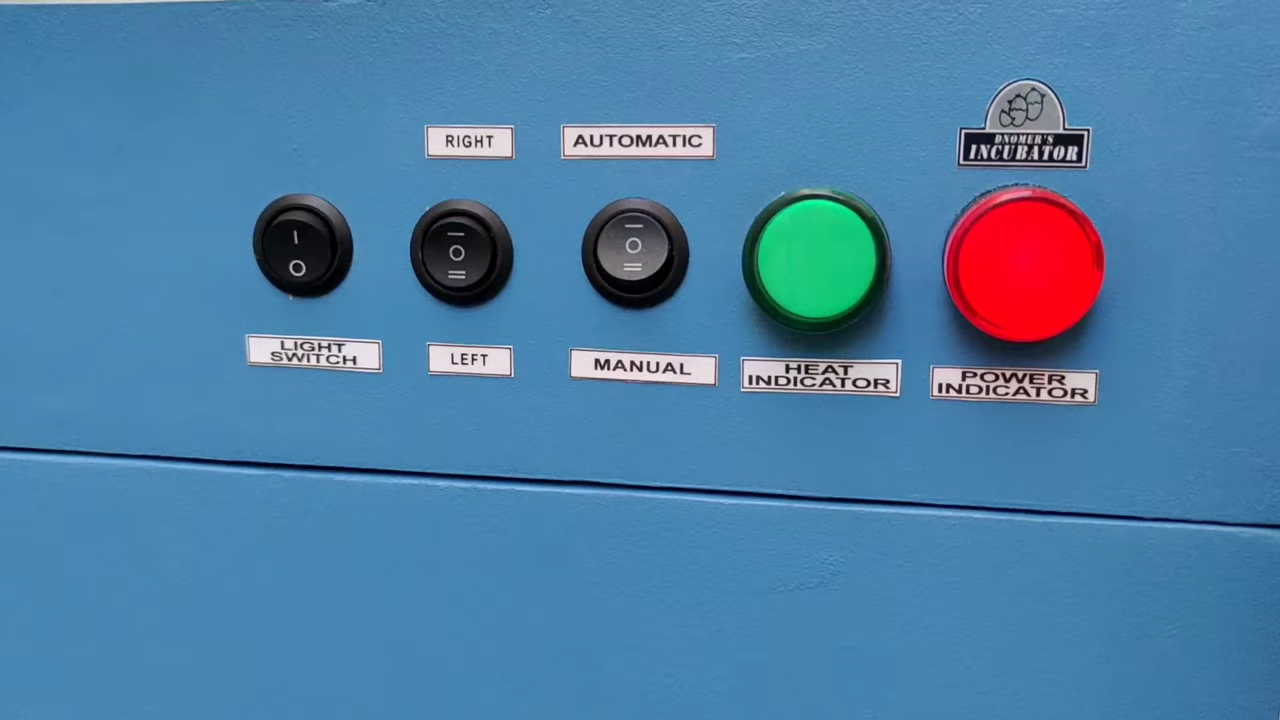 RIGHT
AUTOMATIC
DNOMER'S
INCUBATOR
LIGHT
SWITCH
LEFT
MANUAL
HEAT
INDICATOR
POWER
INDICATOR